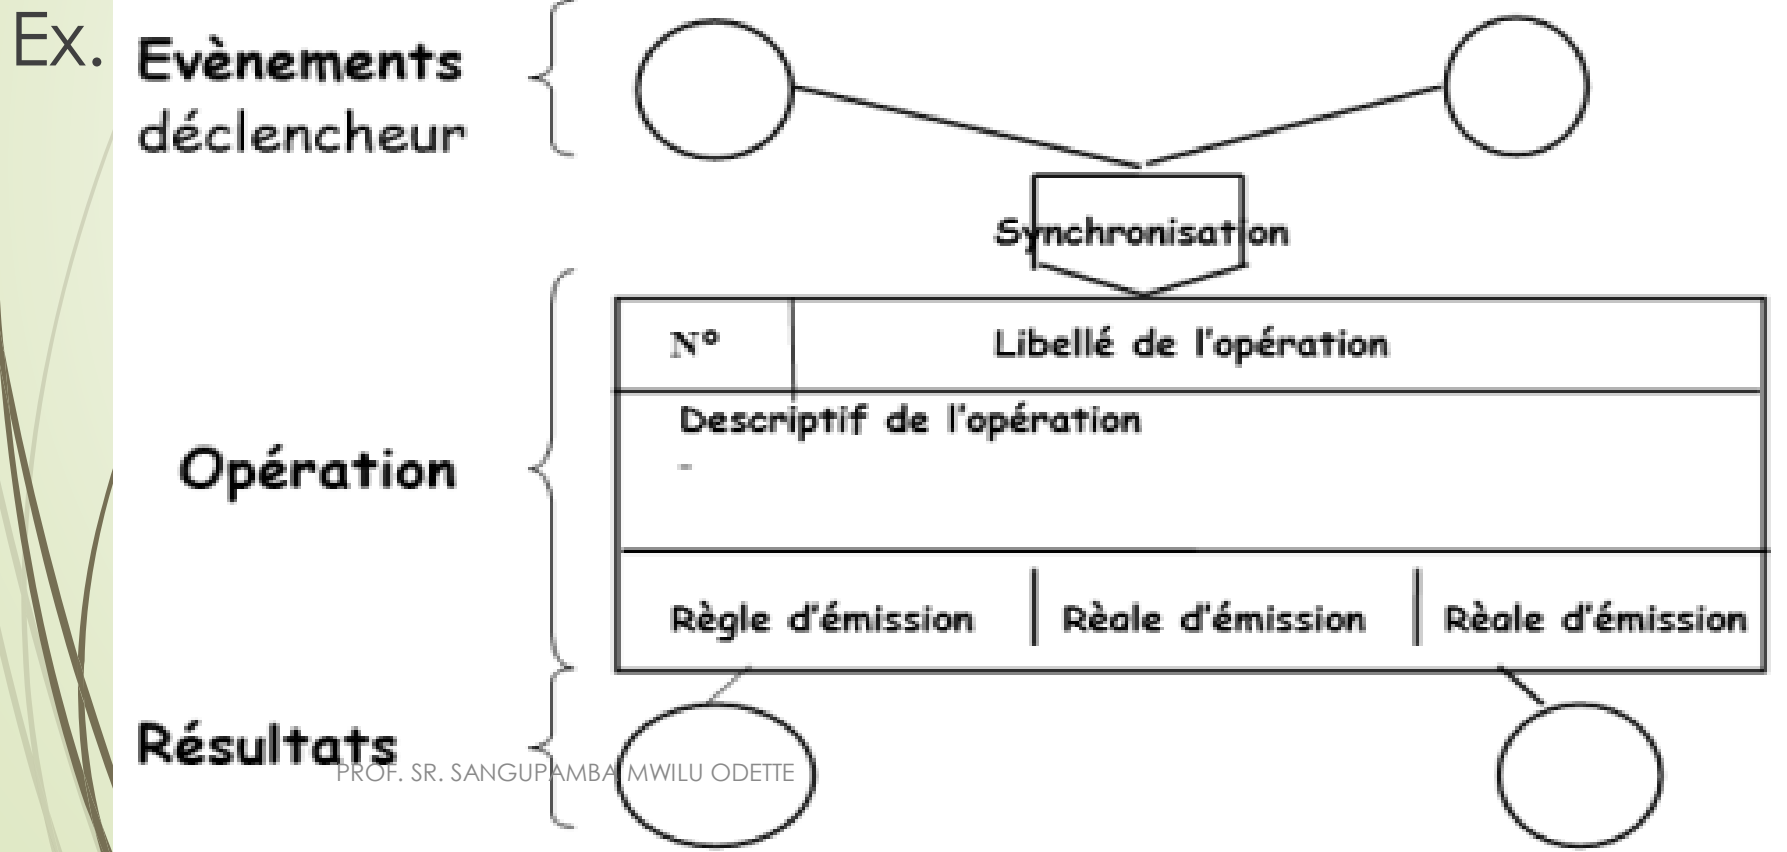 Ex.
Evènements
déclencheur
Synchronisation
N° Libellé de l'opération
Descriptif de l'opération
-
Opération
Règle d'émission Rèale d'émission Rèale d'émission
Résultats
PROF. SR. SANGUPAMBA MWILU ODETTE